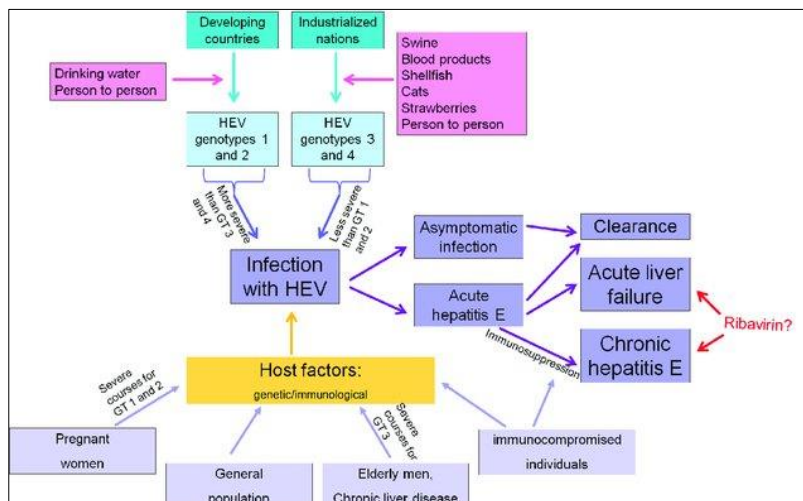 Developing
countries
Industrialized
nations
Drinking water
Person to person
Swine
Blood products
Shellfish
Cats
Strawberries
Person to person
HEV
genotypes 1
and 2
HEV
genotypes 3
and 4
More severe
than GT 3
and 4
Less severe
than GT 1
and 2
Infection
with HEV
Asymptomatic
infection
Acute
hepatitis E
Clearance
Acute liver
failure
Chronic
hepatitis E
Ribavirin?
Immunosuppression
Host factors:
genetic/immunological
Severe
courses for
GT 1 and 2
Severe
courses for
GT 3
Pregnant
women
General
population
Elderly men,
Chronic liver disease
immunocompromised
individuals